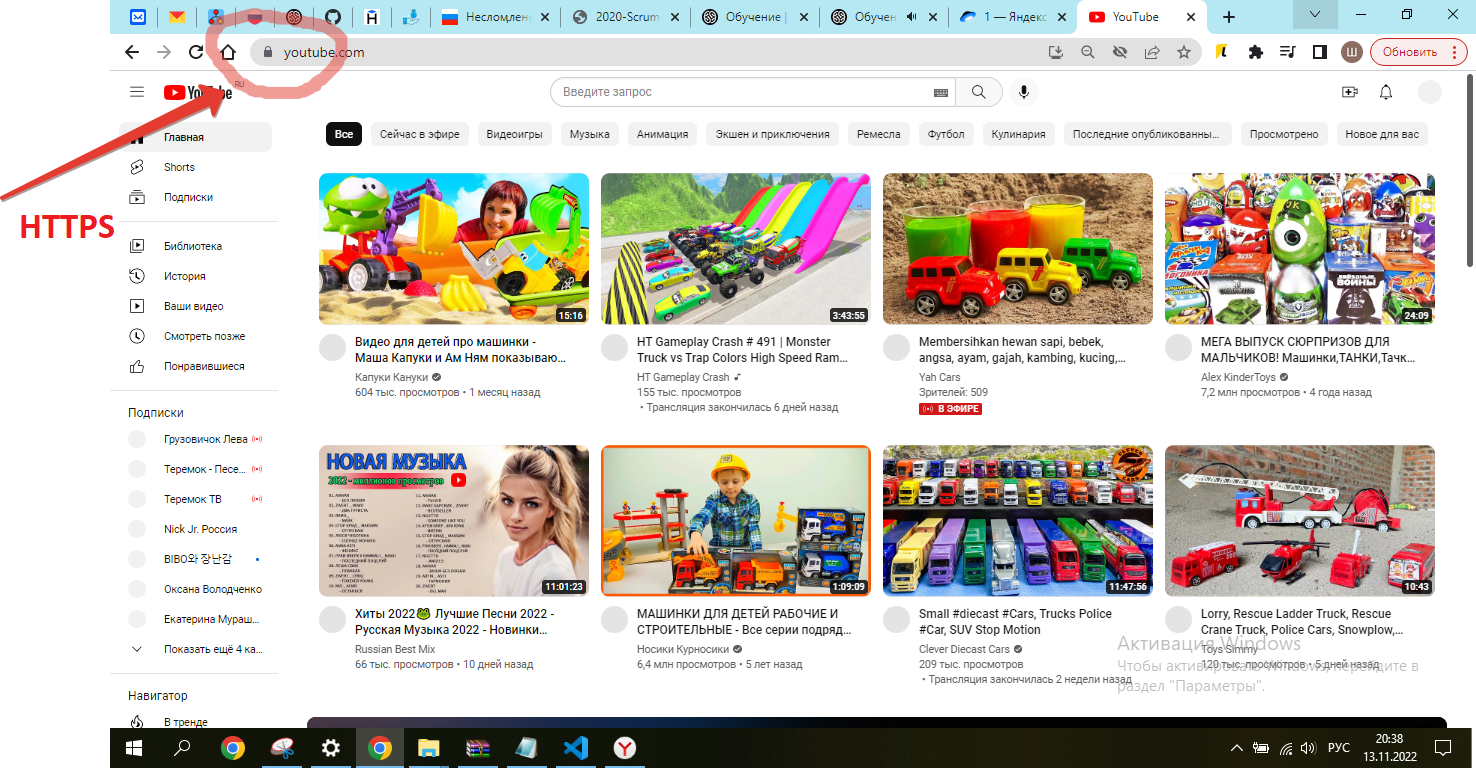 Несломлен
2020-Scrum
Обучение |
Обучен
1 — Яндекс
YouTube
youtube.com
Ш
Обновить
HTTPS
YouTube
RU
Введите запрос
Главная
Shorts
Подписки
Библиотека
История
Ваши видео
Смотреть позже
Понравившиеся
Подписки
Грузовичок Лева
Теремок - Песе...
Теремок ТВ
Nick Jr. Россия
BIBO와 장난감
Оксана Володченко
Екатерина Мураш...
Показать ещё 4 ка...
Навигатор
В тренде
Все
Сейчас в эфире
Видеоигры
Музыка
Анимация
Экшен и приключения
Ремесла
Футбол
Кулинария
Последние опубликованны...
Просмотрено
Новое для вас
15:16
Видео для детей про машинки -
Маша Капуки и Ам Ням показываю...
Капуки Кануки
604 тыс. просмотров • 1 месяц назад
3:43:55
HT Gameplay Crash # 491 | Monster
Truck vs Trap Colors High Speed Ram...
HT Gameplay Crash
155 тыс. просмотров
• Трансляция закончилась 6 дней назад
Membersihkan hewan sapi, bebek,
angsa, ayam, gajah, kambing, kucing,...
Yah Cars
Зрителей: 509
В ЭФИРЕ
24:09
МЕГА ВЫПУСК СЮРПРИЗОВ ДЛЯ
МАЛЬЧИКОВ! Машинки,ТАНКИ,Тачк...
Alex KinderToys
7,2 млн просмотров • 4 года назад
НОВАЯ МУЗЫКА
2022 - миллионов просмотров
11:01:23
Хиты 2022🐸 Лучшие Песни 2022 -
Русская Музыка 2022 - Новинки...
Russian Best Mix
66 тыс. просмотров • 10 дней назад
1:09:09
МАШИНКИ ДЛЯ ДЕТЕЙ РАБОЧИЕ И
СТРОИТЕЛЬНЫЕ - Все серии подряд...
Носики Курносики
6,4 млн просмотров • 5 лет назад
11:47:56
Small #diecast #Cars, Trucks Police
#Car, SUV Stop Motion
Clever Diecast Cars
209 тыс. просмотров
• Трансляция закончилась 2 недели назад
10:43
Lorry, Rescue Ladder Truck, Rescue
Crane Truck, Police Cars, Snowplow,...
Toys Simmy
120 тыс. просмотров • 5 дней назад
Активация Windows
Чтобы активировать Windows, перейдите в
раздел "Параметры".
РУС
20:38
13.11.2022